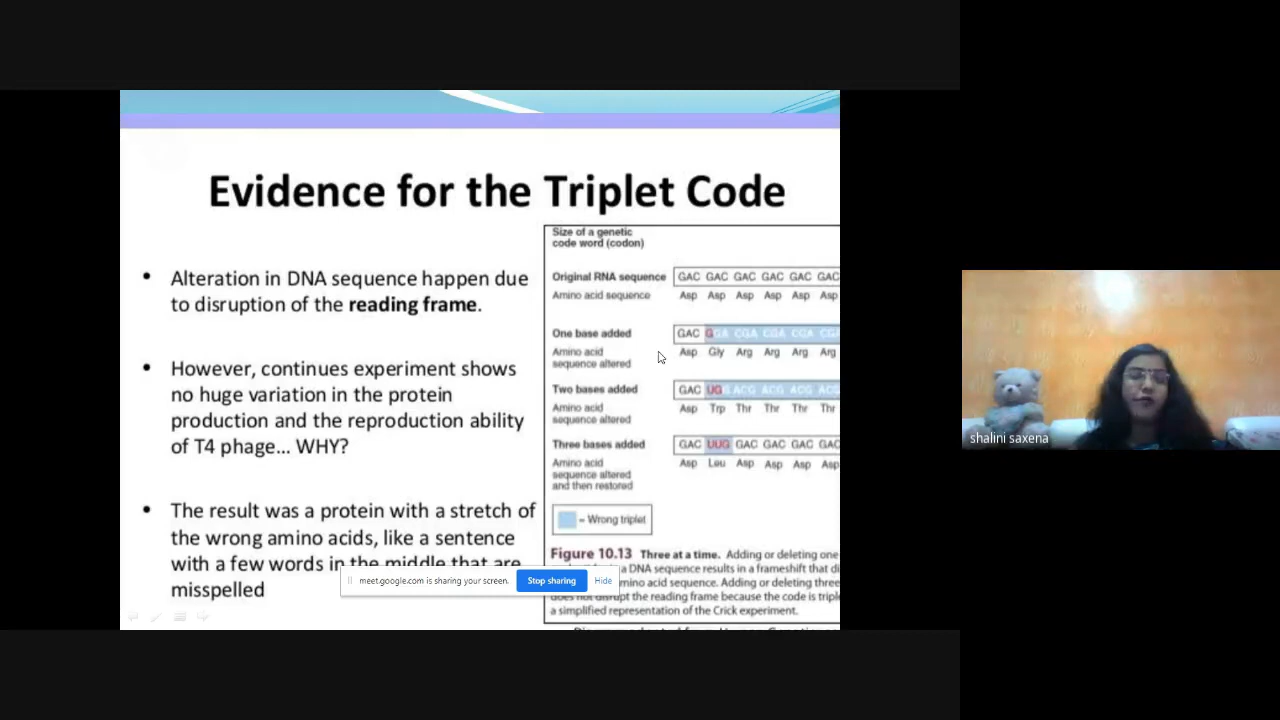 Evidence for the Triplet Code
• Alteration in DNA sequence happen due
to disruption of the reading frame.
• However, continues experiment shows
no huge variation in the protein
production and the reproduction ability
of T4 phage... WHY?
• The result was a protein with a stretch of
the wrong amino acids, like a sentence
with a few words in the middle that are
misspelled
Size of a genetic
code word (codon)
Original RNA sequence GAC GAC GAC GAC GAC GAC
Amino acid sequence Asp Asp Asp Asp Asp Asp
One base added GAC GGA CGA CGA CGA CGA
Amino acid Asp Gly Arg Arg Arg Arg
sequence altered
Two bases added GAC UG ACG ACG ACG ACG
Amino acid Asp Trp Thr Thr Thr Thr
sequence altered
Three bases added GAC UUG GAC GAC GAC GAC
Amino acid Asp Leu Asp Asp Asp Asp
sequence altered
and then restored
= Wrong triplet
Figure 10.13 Three at a time. Adding or deleting one
a DNA sequence results in a frameshift that di
mino acid sequence. Adding or deleting three
does not disrupt the reading frame because the code is triple
a simplified representation of the Crick experiment.
meet.google.com is sharing your screen. Stop sharing Hide
shalini saxena